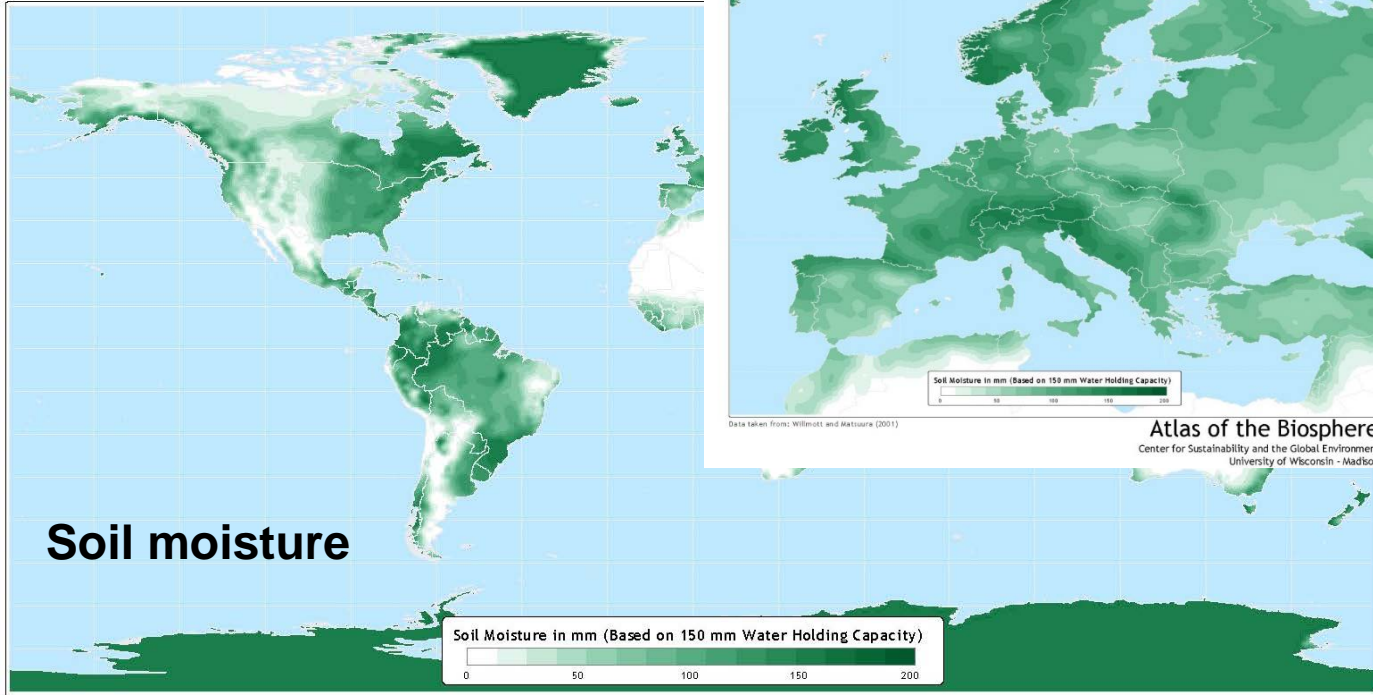 Soil Moisture in mm (Based on 150 mm Water Holding Capacity)
0 50 100 150 200
Data taken from: Willmott and Matsuura (2001)
Atlas of the Biosphere
Center for Sustainability and the Global Environmen
University of Wisconsin - Madiso
Soil moisture
Soil Moisture in mm (Based on 150 mm Water Holding Capacity)
0 50 100 150 200